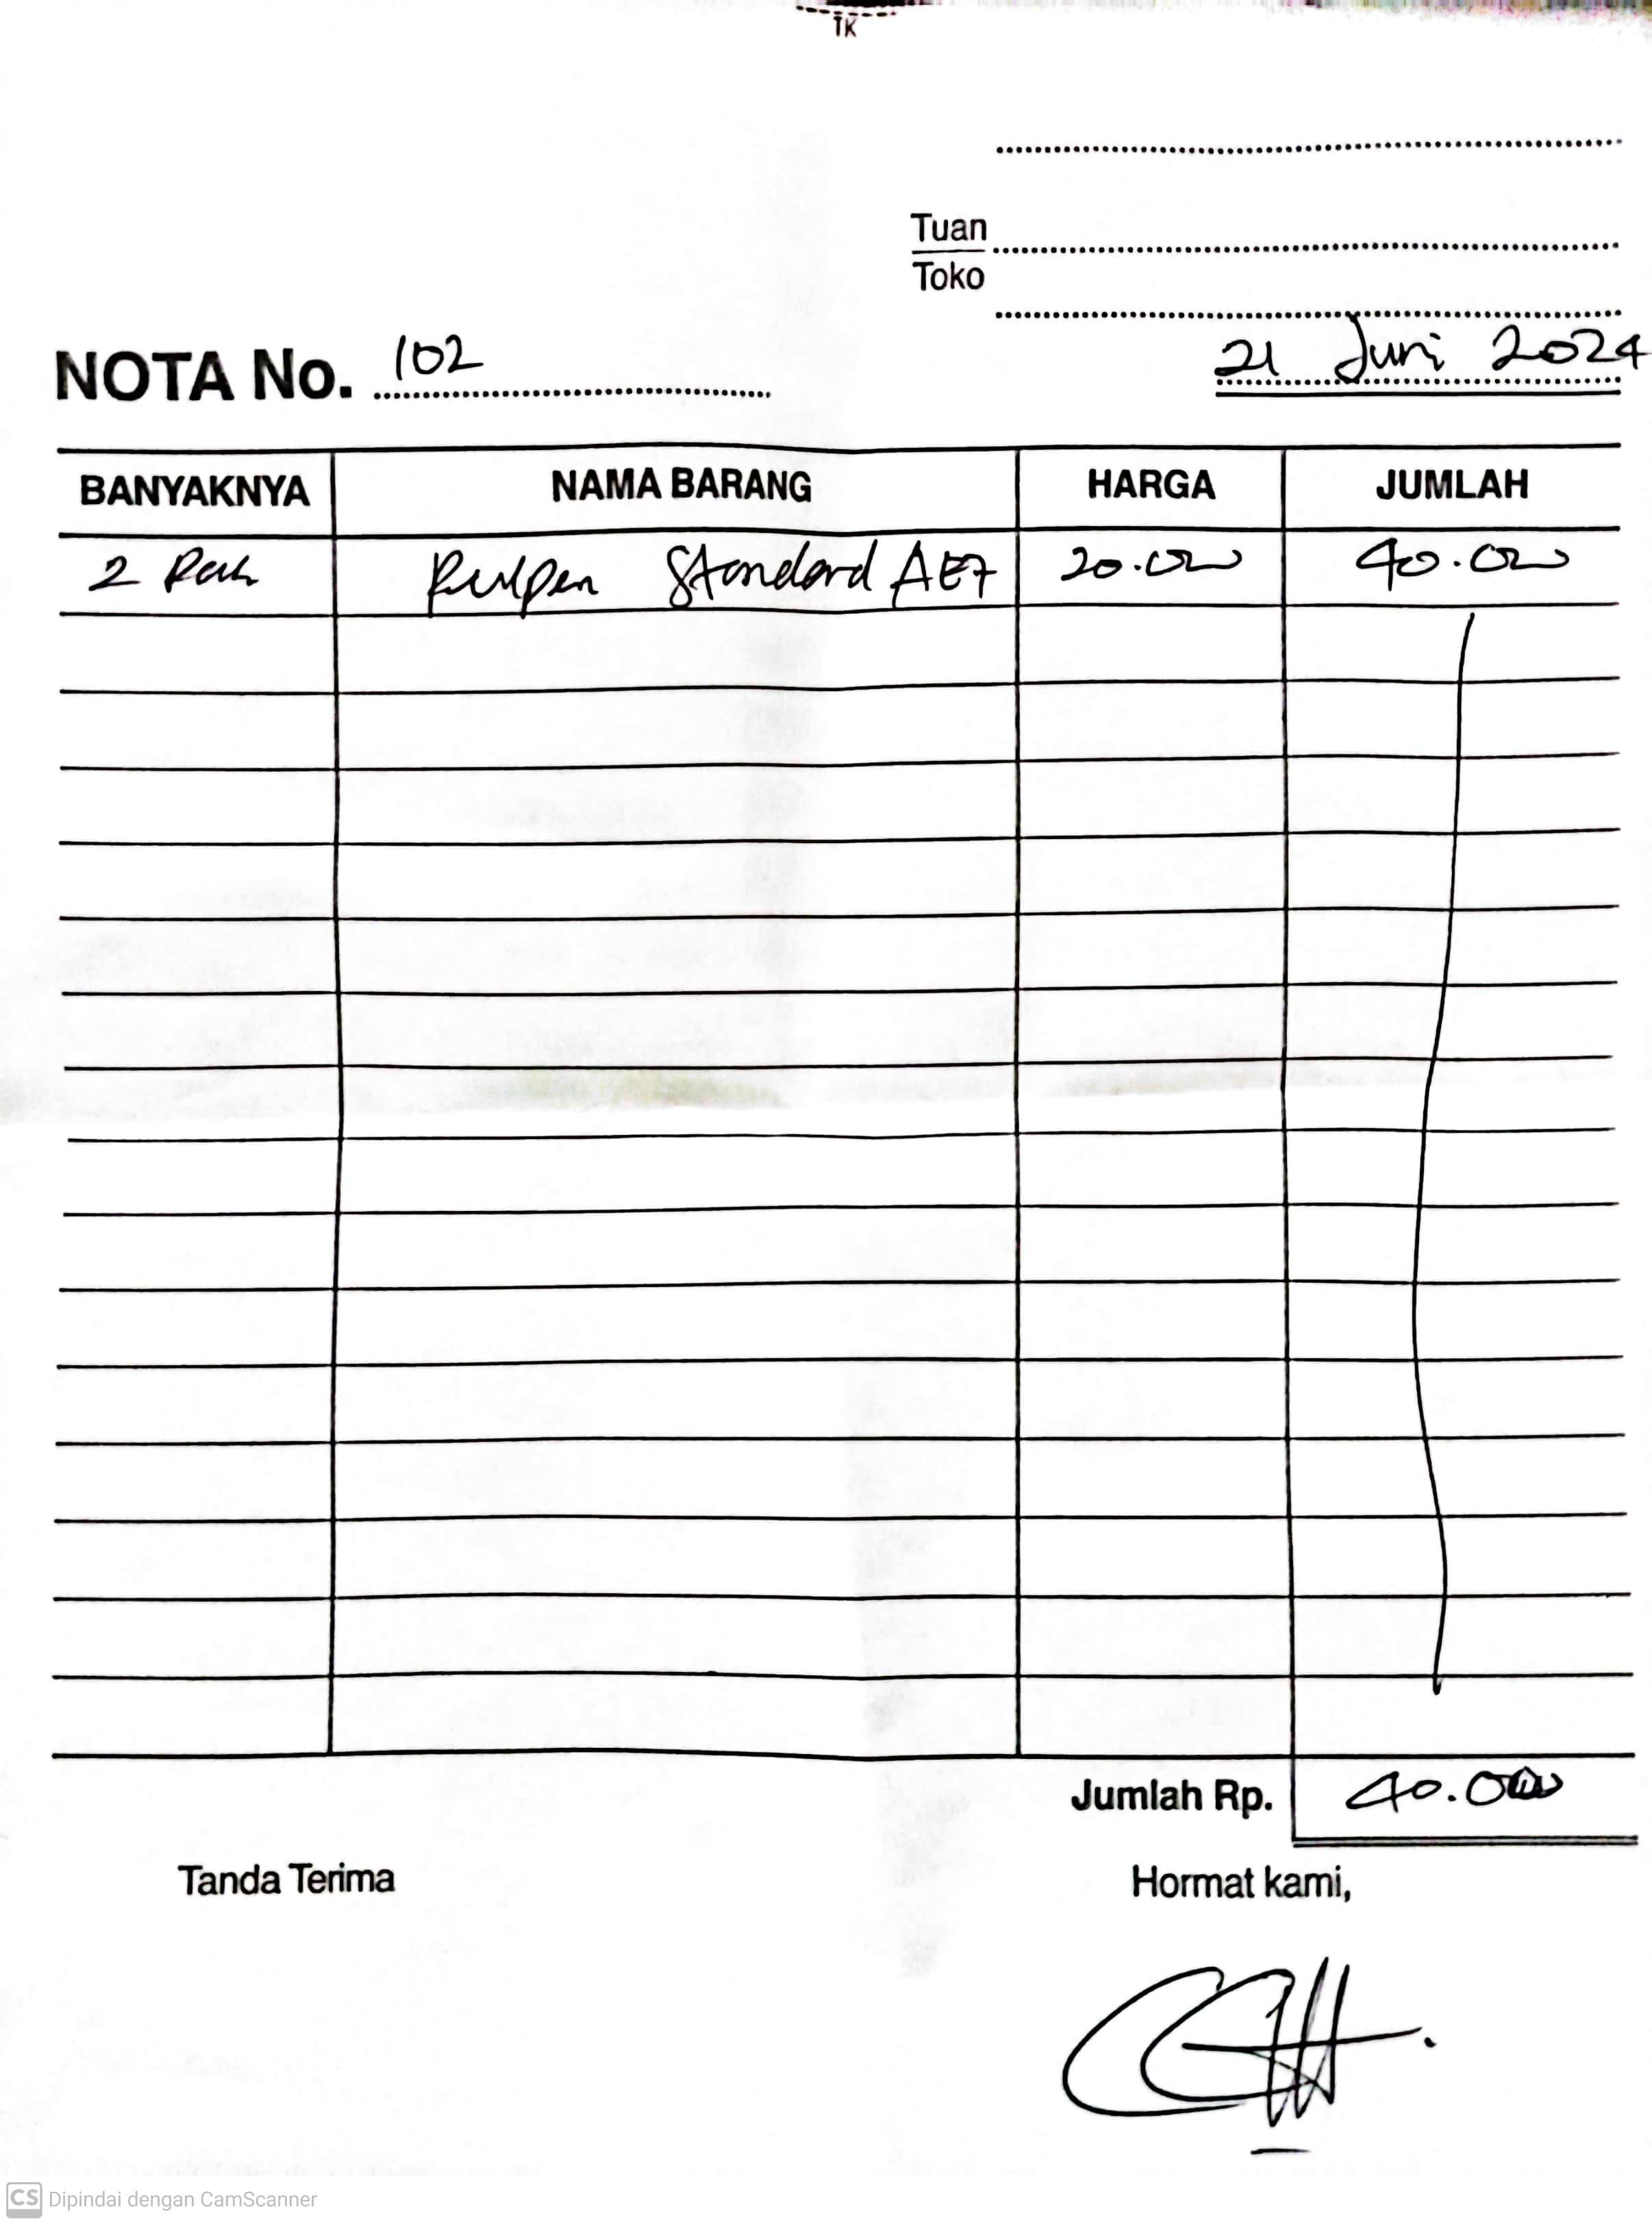 TK
Tuan
Toko
NOTA No. 102
21 Juni 2024
BANYAKNYA NAMA BARANG HARGA JUMLAH
2 Pak Pulpen Standard AE7 20.000 40.000
Jumlah Rp. 40.000
Tanda Terima Hormat kami,
CS Dipindai dengan CamScanner